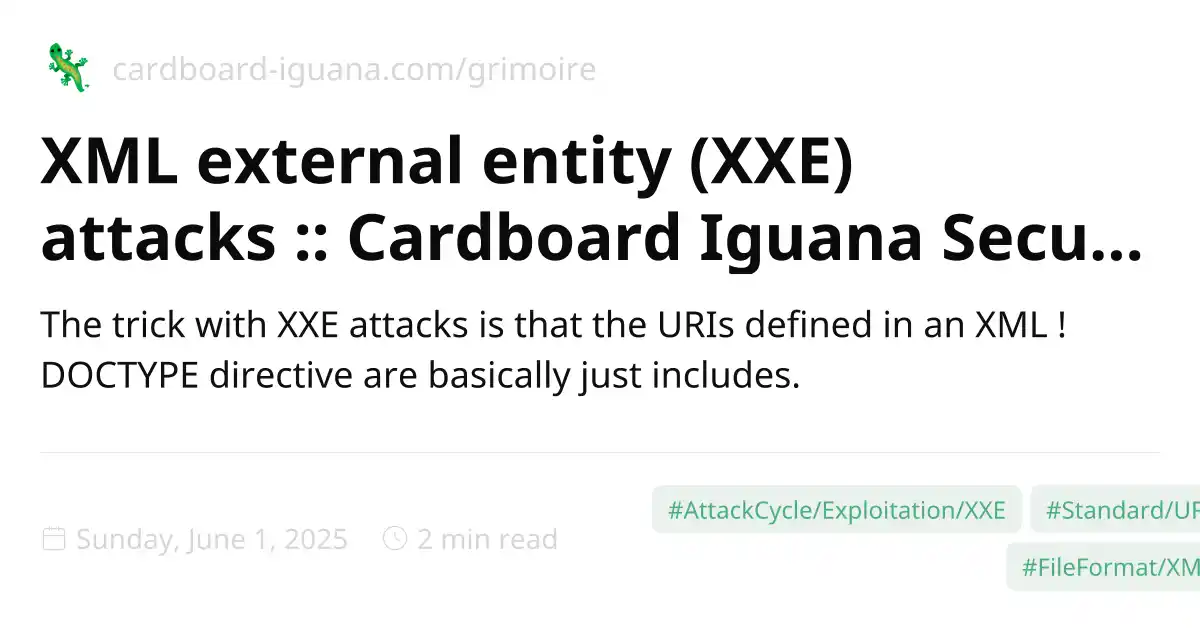 cardboard-iguana.com/grimoire
XML external entity (XXE)
attacks :: Cardboard Iguana Secu...
The trick with XXE attacks is that the URIs defined in an XML !
DOCTYPE directive are basically just includes.
#AttackCycle/Exploitation/XXE #Standard/UR
Sunday, June 1, 2025 2 min read
#FileFormat/XM